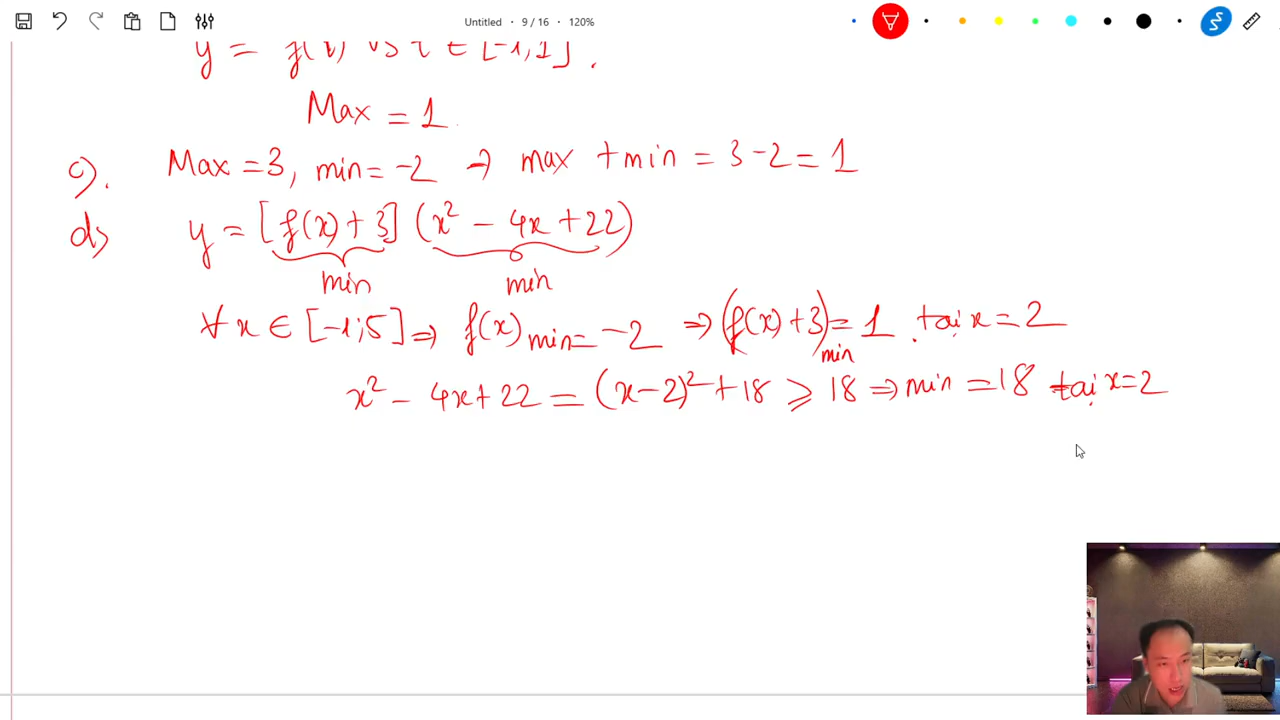 Untitled • 9 / 16 • 120%
y = f(t) ∈ [-1;1].
Max = 1
c). Max = 3, min = -2 → max + min = 3 - 2 = 1
d) y = [f(x) + 3] (x² - 4x + 22)
min min
∀ x ∈ [-1;5] ⇒ f(x) min = -2 ⇒ (f(x) + 3) min = 1 . tại x = 2
x² - 4x + 22 = (x - 2)² + 18 ⩾ 18 ⇒ min = 18 tại x = 2